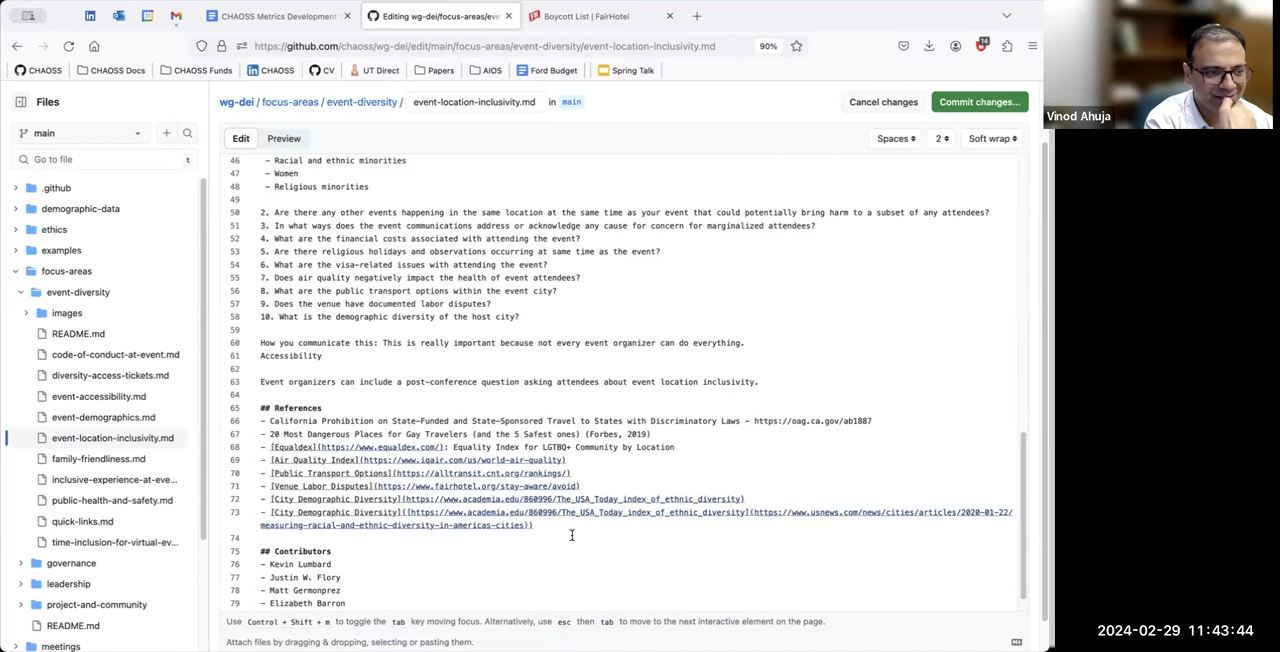 CHAOSS Metrics Development
Editing wg-dei/focus-areas/eve
Boycott List | FairHotel
https://github.com/chaoss/wg-dei/edit/main/focus-areas/event-diversity/event-location-inclusivity.md
90%
14
CHAOSS
CHAOSS Docs
CHAOSS Funds
CHAOSS
CV
UT Direct
Papers
AIOS
Ford Budget
Spring Talk
Vinod Ahuja
Files
wg-dei / focus-areas / event-diversity / event-location-inclusivity.md in main
Cancel changes
Commit changes...
main
Go to file
t
Edit
Preview
Spaces
2
Soft wrap
.github
demographic-data
ethics
examples
focus-areas
event-diversity
images
README.md
code-of-conduct-at-event.md
diversity-access-tickets.md
event-accessibility.md
event-demographics.md
event-location-inclusivity.md
family-friendliness.md
inclusive-experience-at-eve...
public-health-and-safety.md
quick-links.md
time-inclusion-for-virtual-ev...
governance
leadership
project-and-community
README.md
meetings
46 - Racial and ethnic minorities
47 - Women
48 - Religious minorities
49
50 2. Are there any other events happening in the same location at the same time as your event that could potentially bring harm to a subset of any attendees?
51 3. In what ways does the event communications address or acknowledge any cause for concern for marginalized attendees?
52 4. What are the financial costs associated with attending the event?
53 5. Are there religious holidays and observations occurring at same time as the event?
54 6. What are the visa-related issues with attending the event?
55 7. Does air quality negatively impact the health of event attendees?
56 8. What are the public transport options within the event city?
57 9. Does the venue have documented labor disputes?
58 10. What is the demographic diversity of the host city?
59
60 How you communicate this: This is really important because not every event organizer can do everything.
61 Accessibility
62
63 Event organizers can include a post-conference question asking attendees about event location inclusivity.
64
65 ## References
66 - California Prohibition on State-Funded and State-Sponsored Travel to States with Discriminatory Laws - https://oag.ca.gov/ab1887
67 - 20 Most Dangerous Places for Gay Travelers (and the 5 Safest ones) (Forbes, 2019)
68 - [Equaldex](https://www.equaldex.com/): Equality Index for LGTBQ+ Community by Location
69 - [Air Quality Index](https://www.iqair.com/us/world-air-quality)
70 - [Public Transport Options](https://alltransit.cnt.org/rankings/)
71 - [Venue Labor Disputes](https://www.fairhotel.org/stay-aware/avoid)
72 - [City Demographic Diversity](https://www.academia.edu/860996/The_USA_Today_index_of_ethnic_diversity)
73 - [City Demographic Diversity]([https://www.academia.edu/860996/The_USA_Today_index_of_ethnic_diversity](https://www.usnews.com/news/cities/articles/2020-01-22/
measuring-racial-and-ethnic-diversity-in-americas-cities))
74
75 ## Contributors
76 - Kevin Lumbard
77 - Justin W. Flory
78 - Matt Germonprez
79 - Elizabeth Barron
Use Control + Shift + m to toggle the tab key moving focus. Alternatively, use esc then tab to move to the next interactive element on the page.
Attach files by dragging & dropping, selecting or pasting them.
2024-02-29 11:43:44